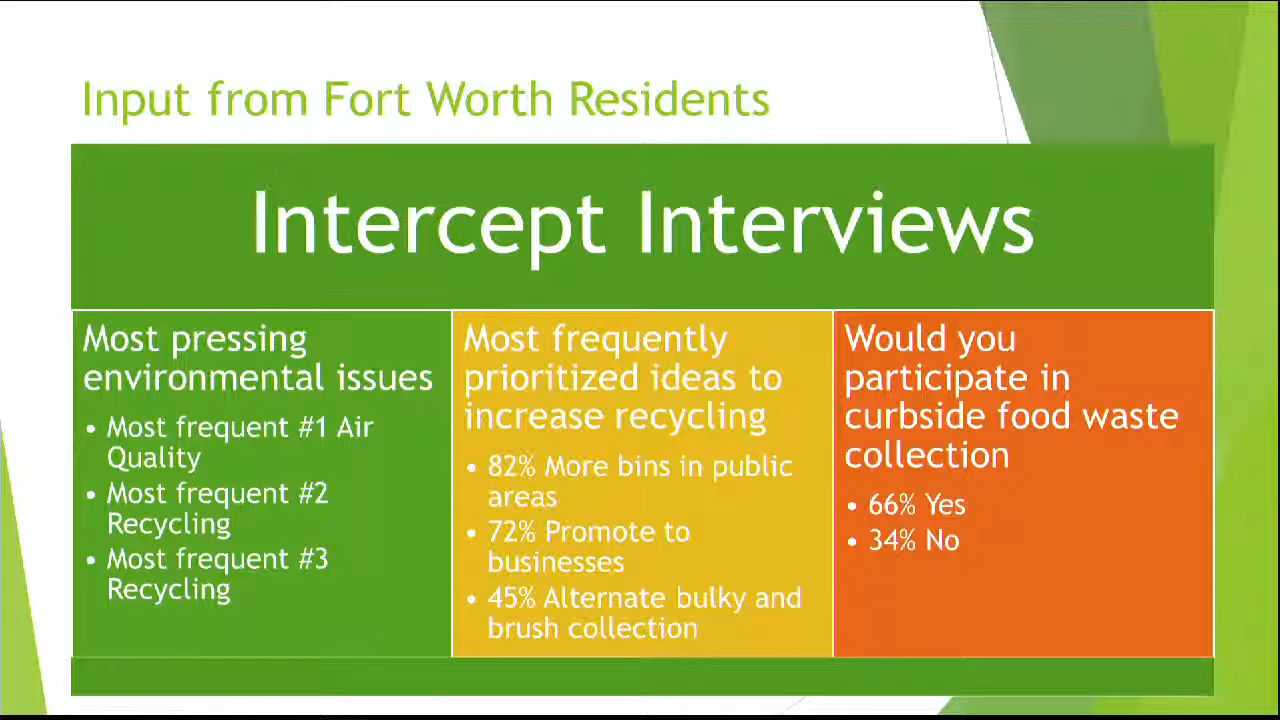 Input from Fort Worth Residents
Intercept Interviews
Most pressing
environmental issues
• Most frequent #1 Air
Quality
• Most frequent #2
Recycling
• Most frequent #3
Recycling
Most frequently
prioritized ideas to
increase recycling
• 82% More bins in public
areas
• 72% Promote to
businesses
• 45% Alternate bulky and
brush collection
Would you
participate in
curbside food waste
collection
• 66% Yes
• 34% No